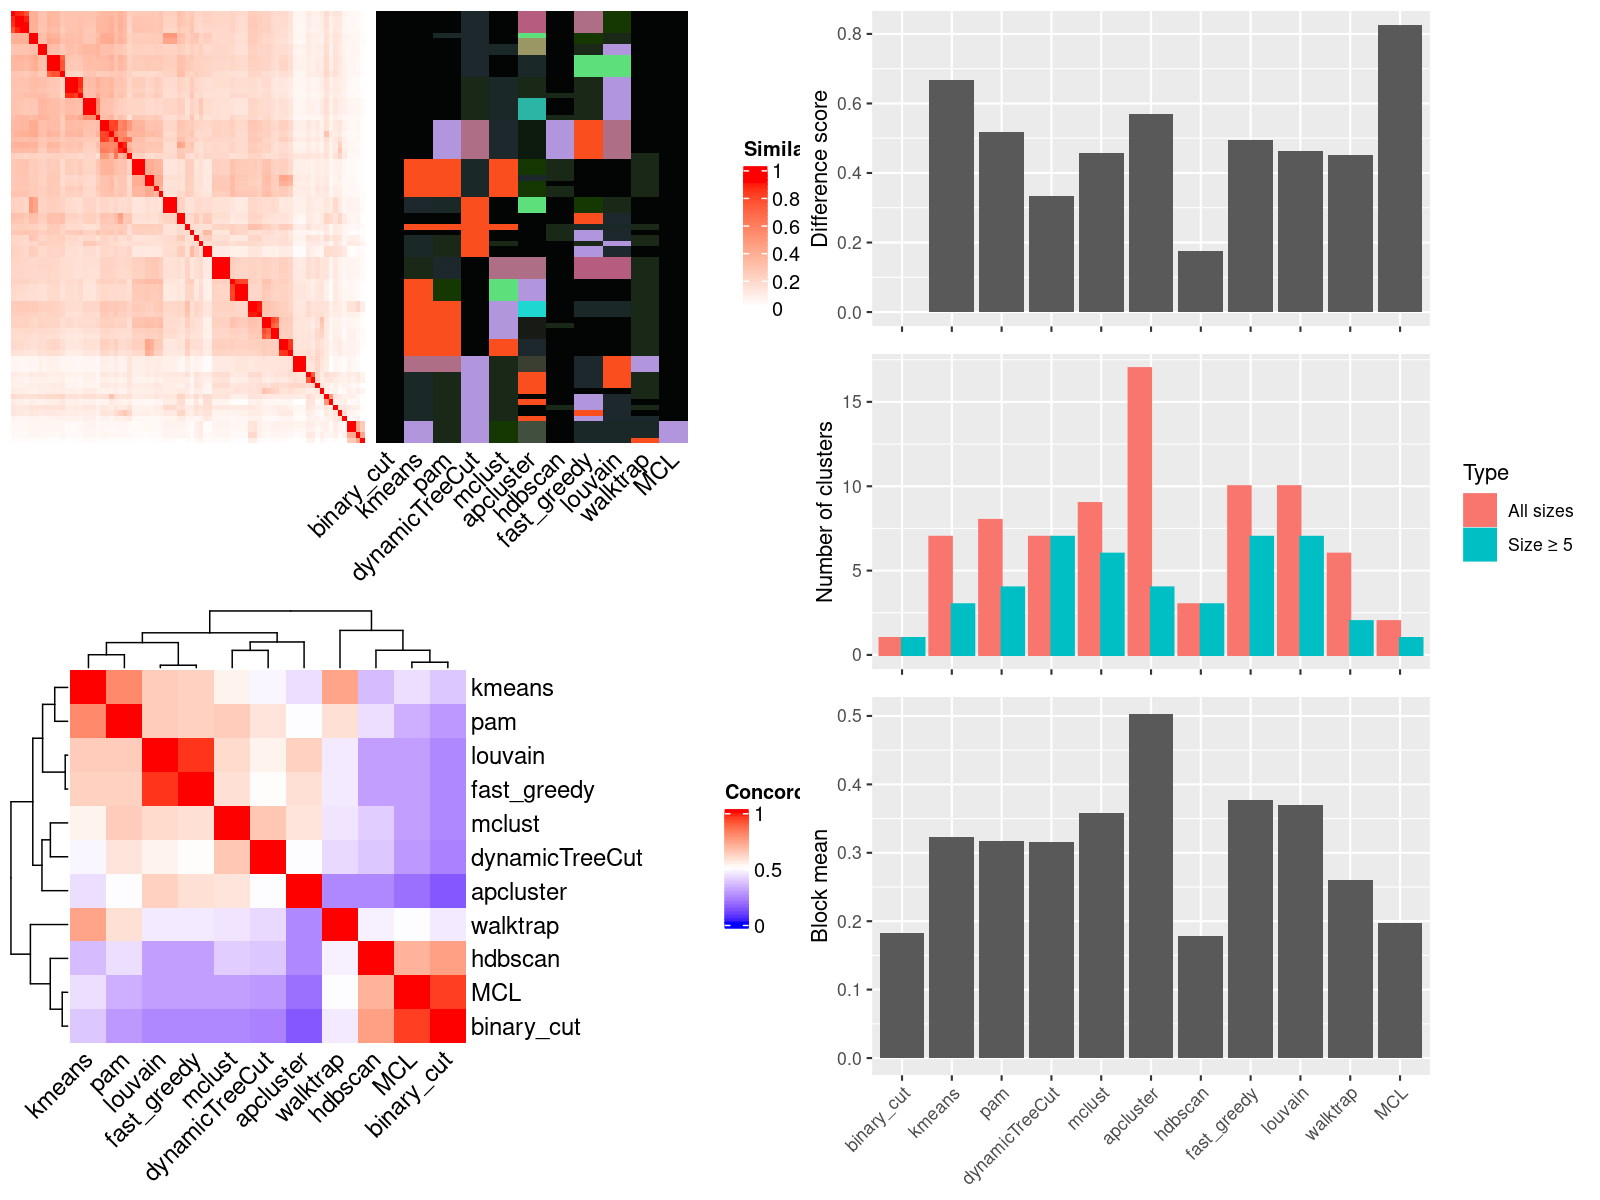 Simila
1
0.8
0.6
0.4
0.2
0
binary_cut
kmeans
pam
dynamicTreeCut
mclust
apcluster
hdbscan
fast_greedy
louvain
walktrap
MCL
kmeans
pam
louvain
fast_greedy
mclust
dynamicTreeCut
apcluster
walktrap
hdbscan
MCL
binary_cut
kmeans
pam
louvain
fast_greedy
mclust
dynamicTreeCut
apcluster
walktrap
hdbscan
MCL
binary_cut
Concord
1
0.5
0
Difference score
0.8
0.6
0.4
0.2
0.0
Number of clusters
15
10
5
0
Type
All sizes
Size ≥ 5
Block mean
0.5
0.4
0.3
0.2
0.1
0.0
binary_cut
kmeans
pam
dynamicTreeCut
mclust
apcluster
hdbscan
fast_greedy
louvain
walktrap
MCL